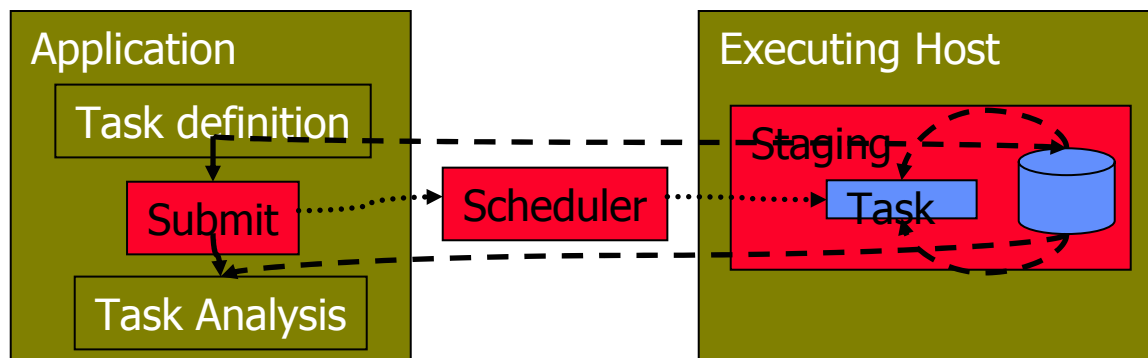 Application
Task definition
Submit
Task Analysis
Scheduler
Executing Host
Staging
Task